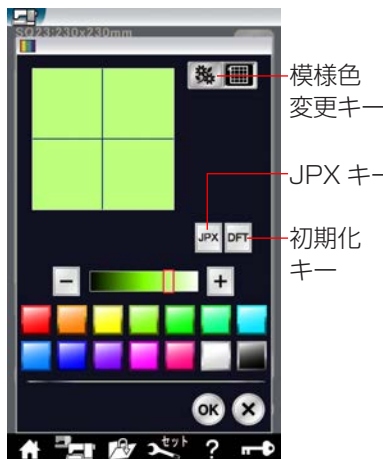 SQ23:230x230mm
模様色
変更キー
JPX キー
JPX DFT
初期化
キー
− +
OK ×
セット ?